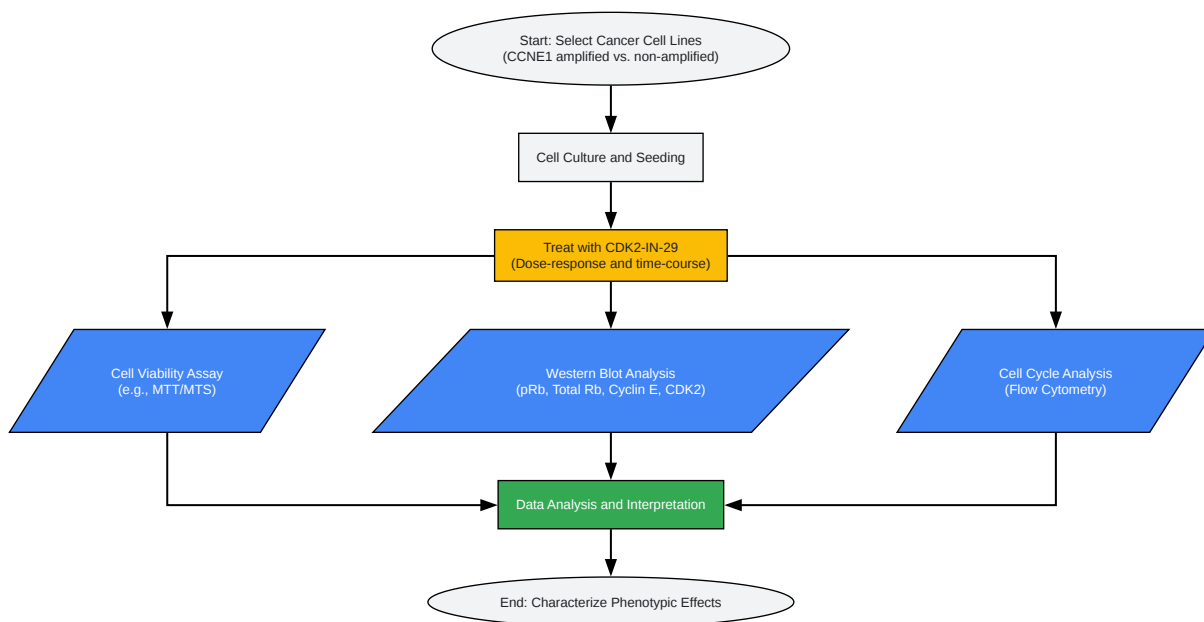 Start: Select Cancer Cell Lines
(CCNE1 amplified vs. non-amplified)
Cell Culture and Seeding
Treat with CDK2-IN-29
(Dose-response and time-course)
Cell Viability Assay
(e.g., MTT/MTS)
Western Blot Analysis
(pRb, Total Rb, Cyclin E, CDK2)
Cell Cycle Analysis
(Flow Cytometry)
Data Analysis and Interpretation
End: Characterize Phenotypic Effects